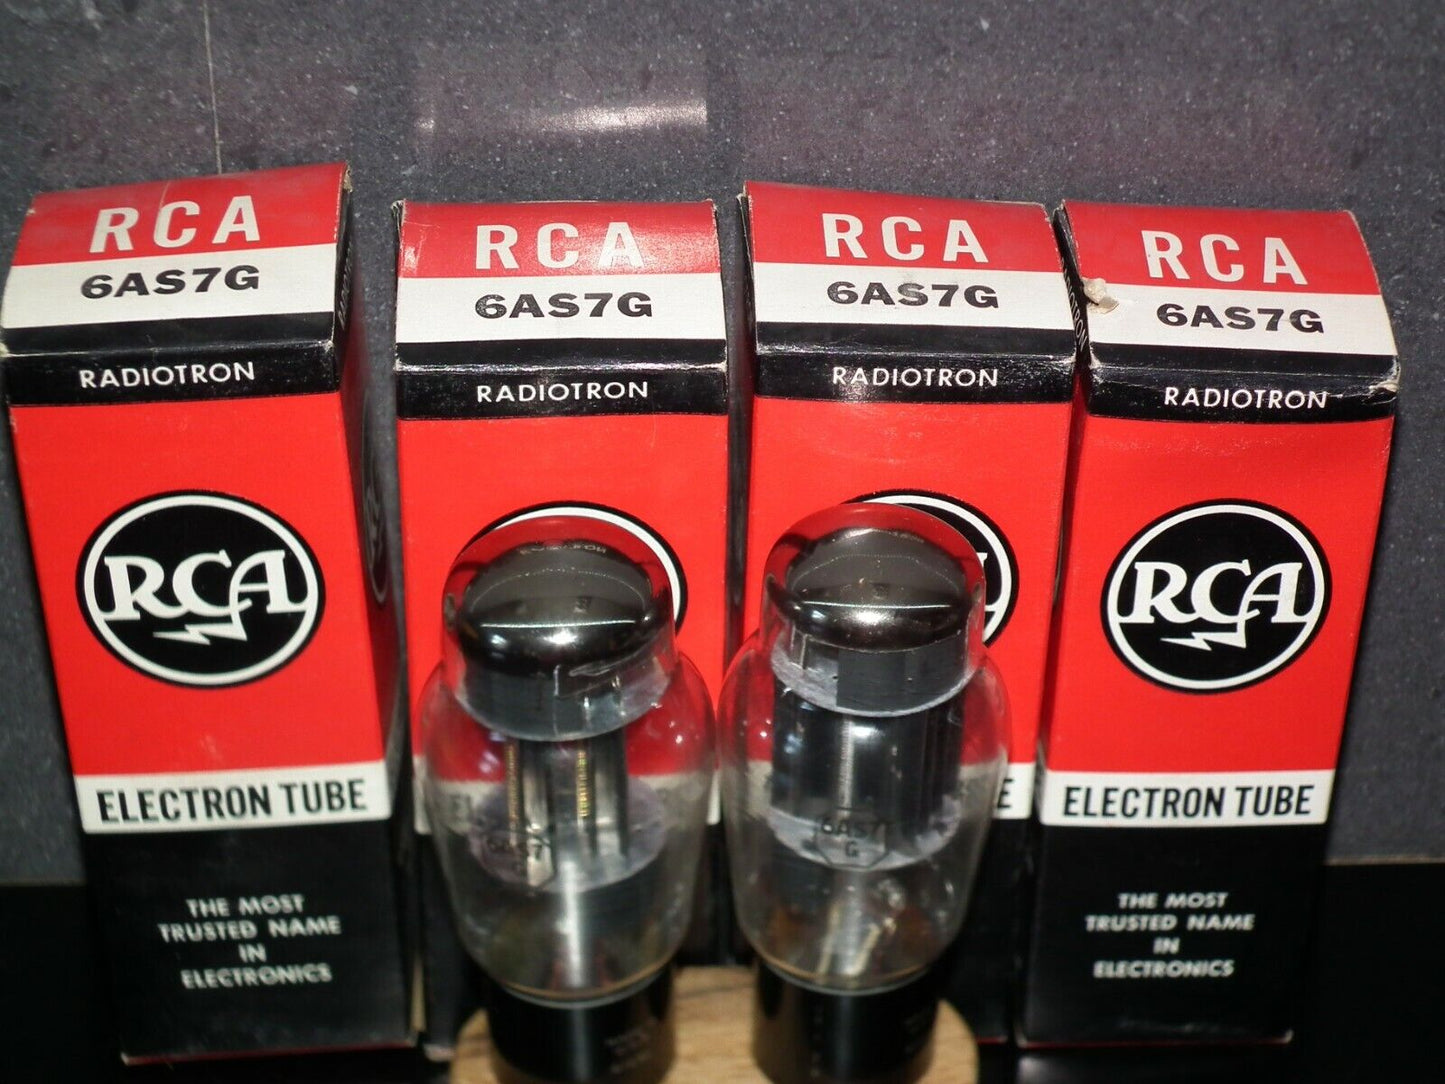 RCA
6AS7G
RADIOTRON
RCA
ELECTRON TUBE
THE MOST
TRUSTED NAME
IN
ELECTRONICS
RCA
6AS7G
RADIOTRON
RCA
6AS7G
RADIOTRON
RCA
6AS7G
RADIOTRON
RCA
ELECTRON TUBE
THE MOST
TRUSTED NAME
IN
ELECTRONICS
6AS7
6AS7
G